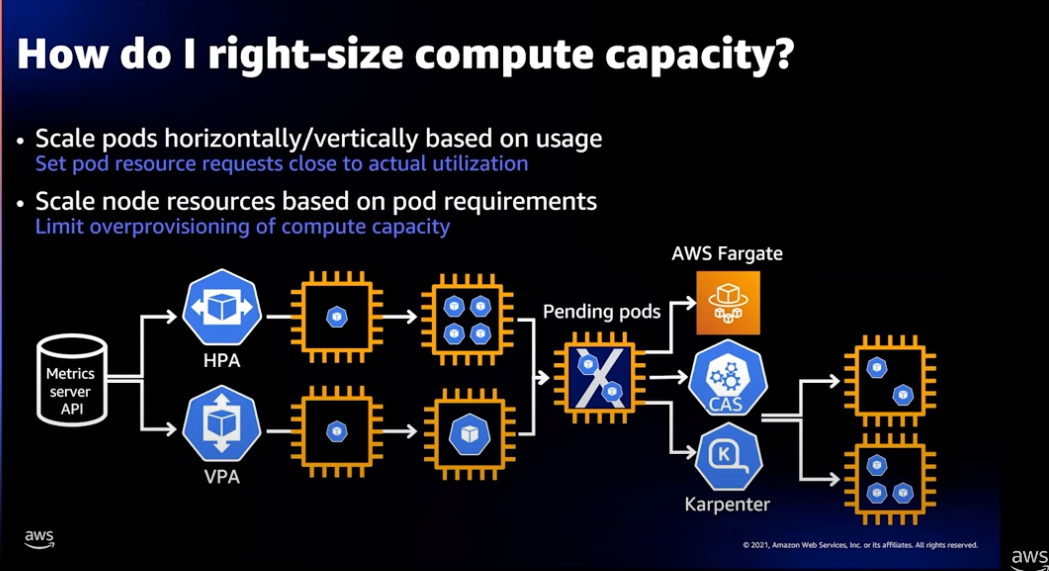 How do I right-size compute capacity?
• Scale pods horizontally/vertically based on usage
Set pod resource requests close to actual utilization
• Scale node resources based on pod requirements
Limit overprovisioning of compute capacity
Metrics
server
API
HPA
VPA
Pending pods
AWS Fargate
CAS
K
Karpenter
aws
© 2021, Amazon Web Services, Inc. or its affiliates. All rights reserved.
aws